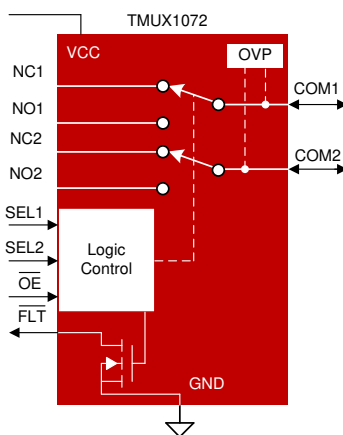 TMUX1072
VCC
OVP
NC1
COM1
NO1
NC2
COM2
NO2
SEL1
SEL2
Logic
Control
OE
FLT
GND